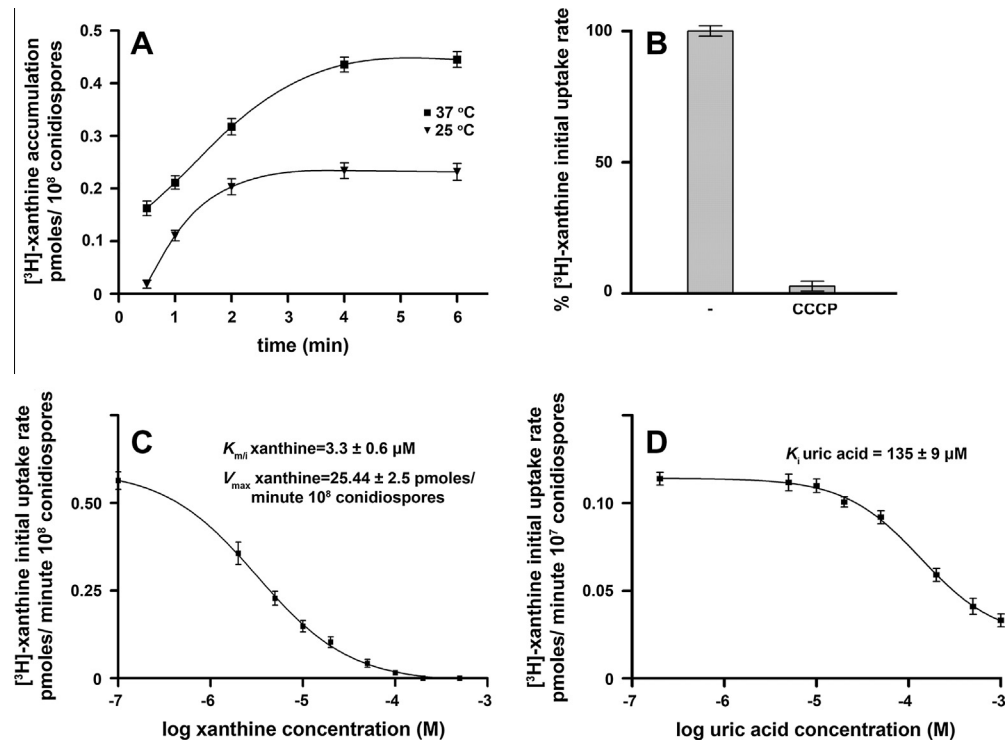 A
[³H]-xanthine accumulation
pmoles/ 10⁸ conidiospores
0.5
0.4
0.3
0.2
0.1
0
37 °C
25 °C
0 1 2 3 4 5 6
time (min)
B
% [³H]-xanthine initial uptake rate
100
50
0
- CCCP
C
[³H]-xanthine initial uptake rate
pmoles/ minute 10⁸ conidiospores
0.50
0.25
0
Km/i xanthine=3.3 ± 0.6 µM
Vmax xanthine=25.44 ± 2.5 pmoles/
minute 10⁸ conidiospores
-7 -6 -5 -4 -3
log xanthine concentration (M)
D
[³H]-xanthine initial uptake rate
pmoles/ minute 10⁷ conidiospores
0.10
0.05
0
Ki uric acid = 135 ± 9 µM
-7 -6 -5 -4 -3
log uric acid concentration (M)